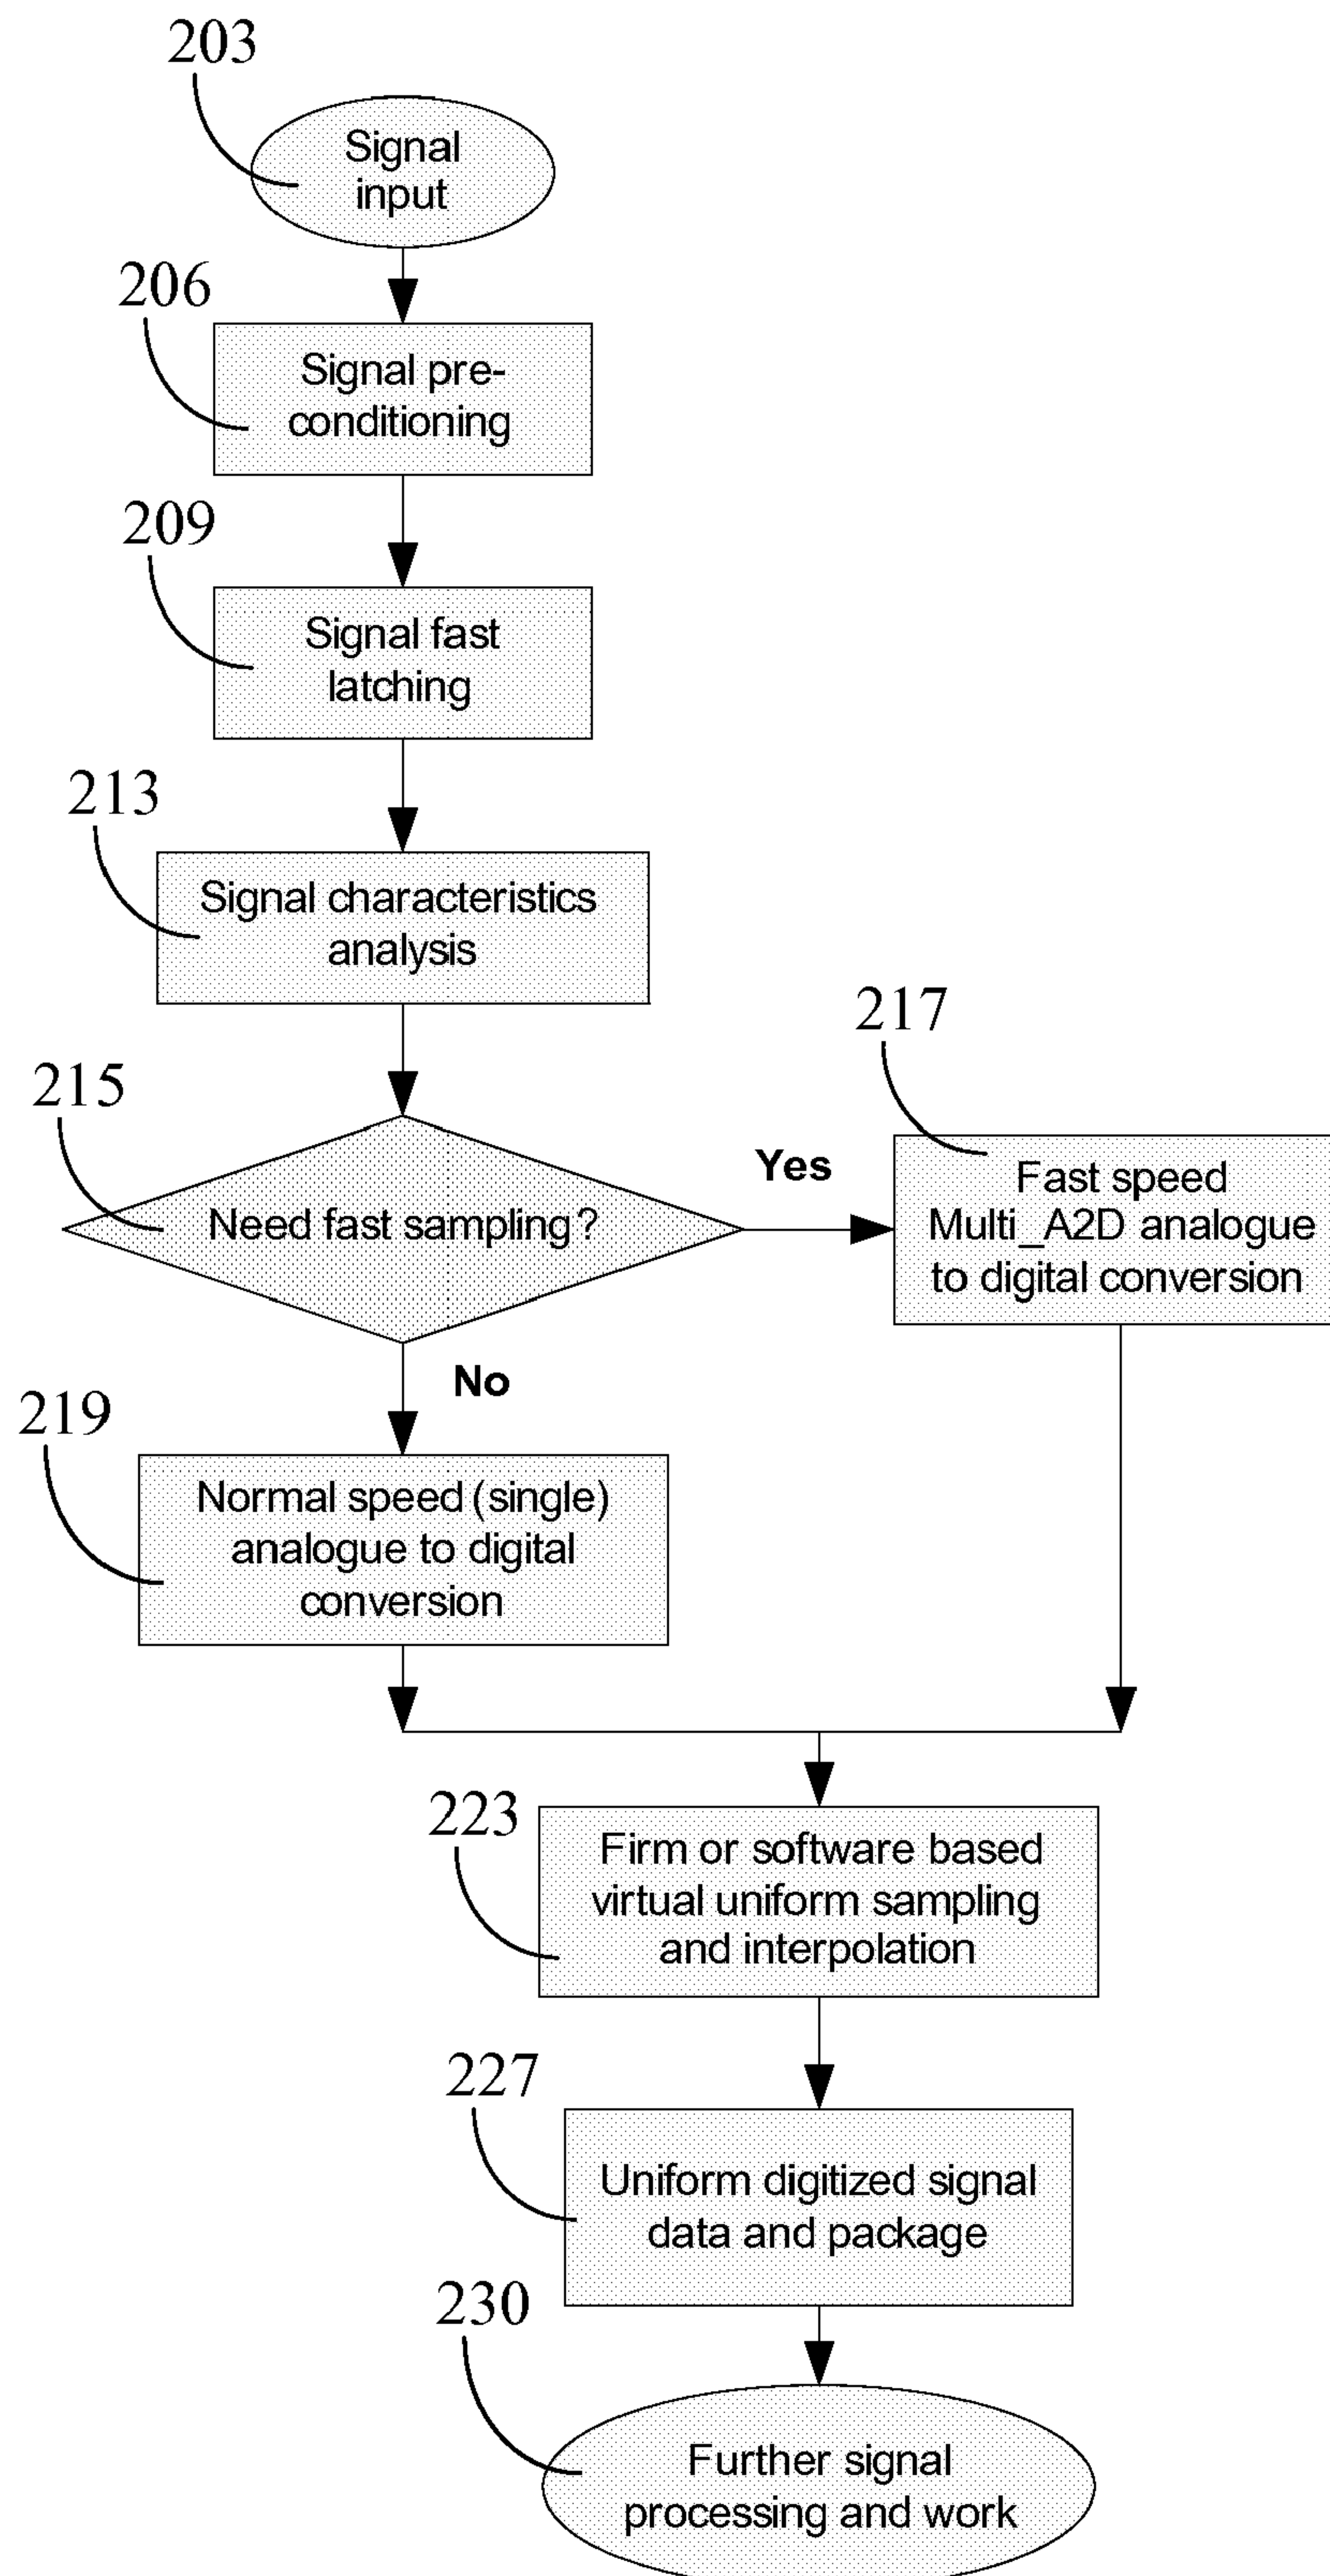 203
Signal
input
206
Signal pre-
conditioning
209
Signal fast
latching
213
Signal characteristics
analysis
215
Need fast sampling?
Yes
217
Fast speed
Multi_A2D analogue
to digital conversion
No
219
Normal speed (single)
analogue to digital
conversion
223
Firm or software based
virtual uniform sampling
and interpolation
227
Uniform digitized signal
data and package
230
Further signal
processing and work